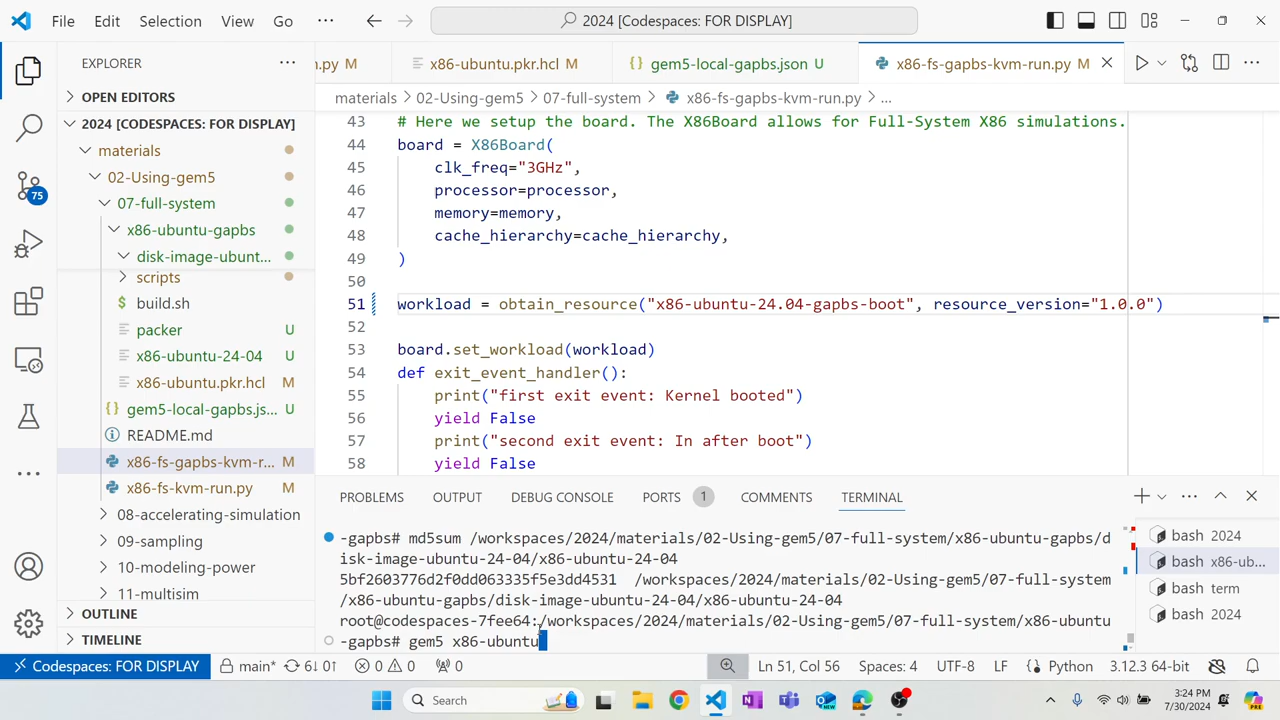 File Edit Selection View Go ··· 2024 [Codespaces: FOR DISPLAY]
EXPLORER
OPEN EDITORS
2024 [CODESPACES: FOR DISPLAY]
materials
02-Using-gem5
07-full-system
x86-ubuntu-gapbs
disk-image-ubunt...
scripts
build.sh
packer U
x86-ubuntu-24-04 U
x86-ubuntu.pkr.hcl M
gem5-local-gapbs.js... U
README.md
x86-fs-gapbs-kvm-r... M
x86-fs-kvm-run.py M
08-accelerating-simulation
09-sampling
10-modeling-power
11-multisim
OUTLINE
TIMELINE
75
n.py M x86-ubuntu.pkr.hcl M {} gem5-local-gapbs.json U x86-fs-gapbs-kvm-run.py M
materials > 02-Using-gem5 > 07-full-system > x86-fs-gapbs-kvm-run.py > ...
43 # Here we setup the board. The X86Board allows for Full-System X86 simulations.
44 board = X86Board(
45 clk_freq="3GHz",
46 processor=processor,
47 memory=memory,
48 cache_hierarchy=cache_hierarchy,
49 )
50
51 workload = obtain_resource("x86-ubuntu-24.04-gapbs-boot", resource_version="1.0.0")
52
53 board.set_workload(workload)
54 def exit_event_handler():
55 print("first exit event: Kernel booted")
56 yield False
57 print("second exit event: In after boot")
58 yield False
PROBLEMS OUTPUT DEBUG CONSOLE PORTS 1 COMMENTS TERMINAL
-gapbs# md5sum /workspaces/2024/materials/02-Using-gem5/07-full-system/x86-ubuntu-gapbs/d
isk-image-ubuntu-24-04/x86-ubuntu-24-04
5bf2603776d2f0dd063335f5e3dd4531 /workspaces/2024/materials/02-Using-gem5/07-full-system
/x86-ubuntu-gapbs/disk-image-ubuntu-24-04/x86-ubuntu-24-04
root@codespaces-7fee64:/workspaces/2024/materials/02-Using-gem5/07-full-system/x86-ubuntu
-gapbs# gem5 x86-ubuntu
bash 2024
bash x86-ub...
bash term
bash 2024
Codespaces: FOR DISPLAY main* 6↓ 0↑ 0 0 0 Ln 51, Col 56 Spaces: 4 UTF-8 LF Python 3.12.3 64-bit
Search
3:24 PM
7/30/2024